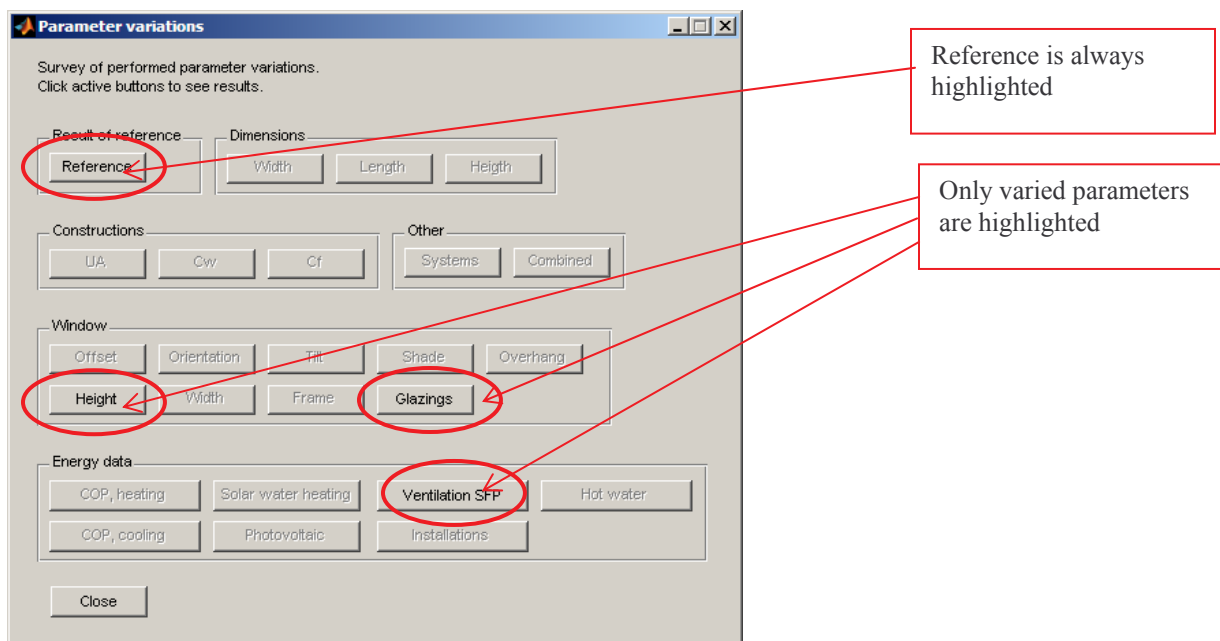 Parameter variations
Survey of performed parameter variations.
Click active buttons to see results.
Result of reference
Reference
Dimensions
Width Length Heigth
Constructions
UA Cw Cf
Other
Systems Combined
Window
Offset Orientation Tilt Shade Overhang
Height Width Frame Glazings
Energy data
COP, heating Solar water heating Ventilation SFP Hot water
COP, cooling Photovoltaic Installations
Close
Reference is always
highlighted
Only varied parameters
are highlighted